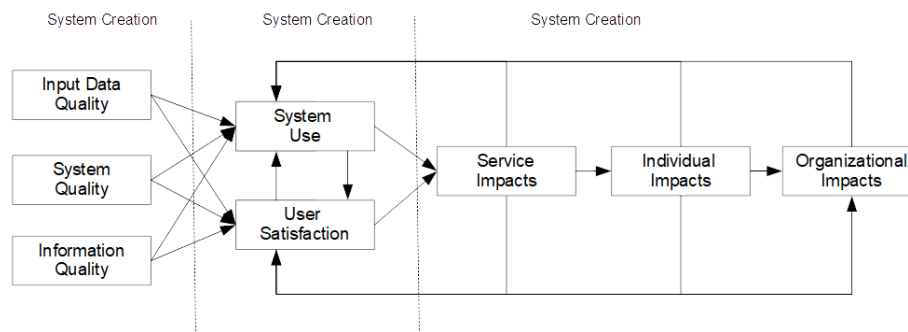 System Creation
System Creation
System Creation
Input Data
Quality
System
Quality
Information
Quality
System
Use
User
Satisfaction
Service
Impacts
Individual
Impacts
Organizational
Impacts